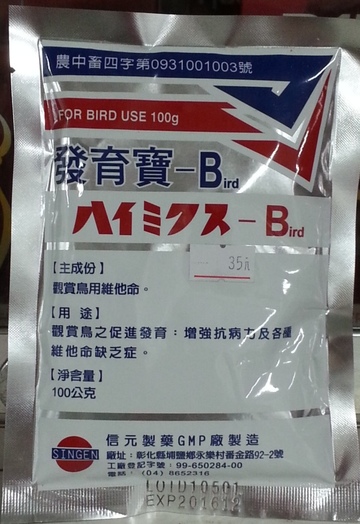 農中畜四字第0931001003號
FOR BIRD USE 100g
發育寶-Bird
ハイミクス-Bird
35元
【主成份】
觀賞鳥用維他命。
【用 途】
觀賞鳥之促進發育：增強抗病力及各種
維他命缺乏症。
【淨含量】
100公克
SINGEN
信元製藥GMP廠製造
廠址：彰化縣埔鹽鄉永樂村番金路92-2號
工廠登記字號：99-650284-00
電話：(04) 8652316
LOTD10501